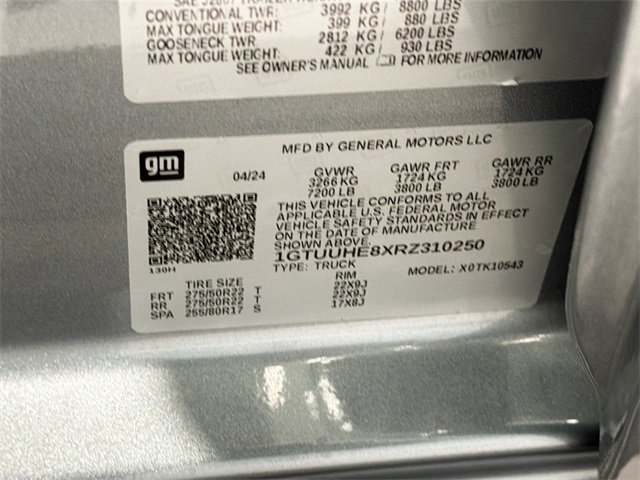 CONVENTIONAL TWR: 3992 KG / 8800 LBS
MAX TONGUE WEIGHT: 399 KG / 880 LBS
GOOSENECK TWR 2812 KG / 6200 LBS
MAX TONGUE WEIGHT: 422 KG / 930 LBS
SEE OWNER'S MANUAL FOR MORE INFORMATION
gm
MFD BY GENERAL MOTORS LLC
04/24 GVWR GAWR FRT GAWR RR
3266 KG 1724 KG 1724 KG
7200 LB 3800 LB 3800 LB
THIS VEHICLE CONFORMS TO ALL
APPLICABLE U.S. FEDERAL MOTOR
VEHICLE SAFETY STANDARDS IN EFFECT
ON THE DATE OF MANUFACTURE
SHOWN ABOVE.
1GTUUHE8XRZ310250
130H
TYPE: TRUCK MODEL: X0TK10543
TIRE SIZE RIM
FRT 275/50R22 T 22X9J
RR 275/50R22 T 22X9J
SPA 255/80R17 S 17X8J